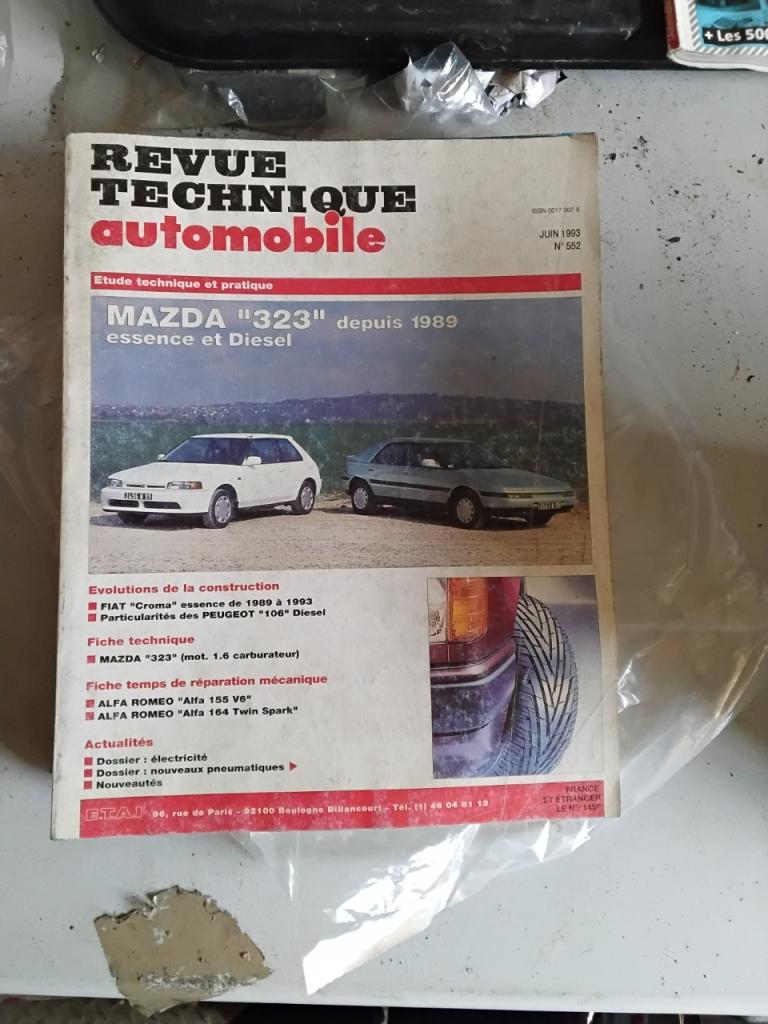 + Les 500
REVUE
TECHNIQUE
automobile
ISSN 0017 307 X
JUIN 1993
N° 552
Etude technique et pratique
MAZDA "323" depuis 1989
essence et Diesel
Evolutions de la construction
FIAT "Croma" essence de 1989 à 1993
Particularités des PEUGEOT "106" Diesel
Fiche technique
MAZDA "323" (mot. 1.6 carburateur)
Fiche temps de réparation mécanique
ALFA ROMEO "Alfa 155 V6"
ALFA ROMEO "Alfa 164 Twin Spark"
Actualités
Dossier : électricité
Dossier : nouveaux pneumatiques
Nouveautés
E.T.A.I 96, rue de Paris - 92100 Boulogne Billancourt - Tél. (1) 46 04 81 13
FRANCE
ET ETRANGER
LE N° : 149F